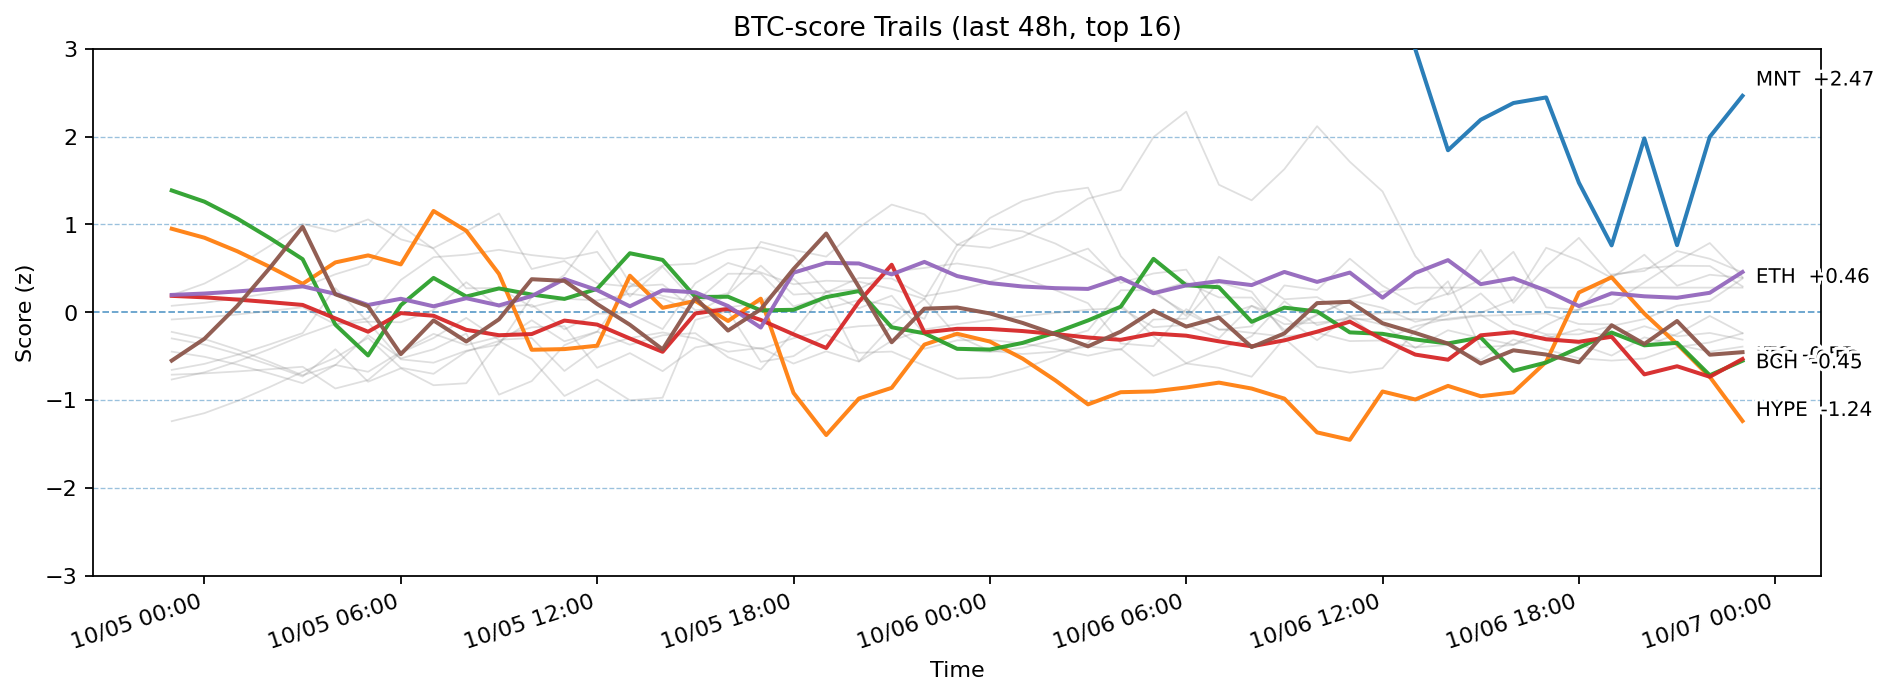 BTC-score Trails (last 48h, top 16)
Score (z)
3
2
1
0
−1
−2
−3
MNT +2.47
ETH +0.46
BCH -0.45
HYPE -1.24
10/05 00:00
10/05 06:00
10/05 12:00
10/05 18:00
10/06 00:00
10/06 06:00
10/06 12:00
10/06 18:00
10/07 00:00
Time